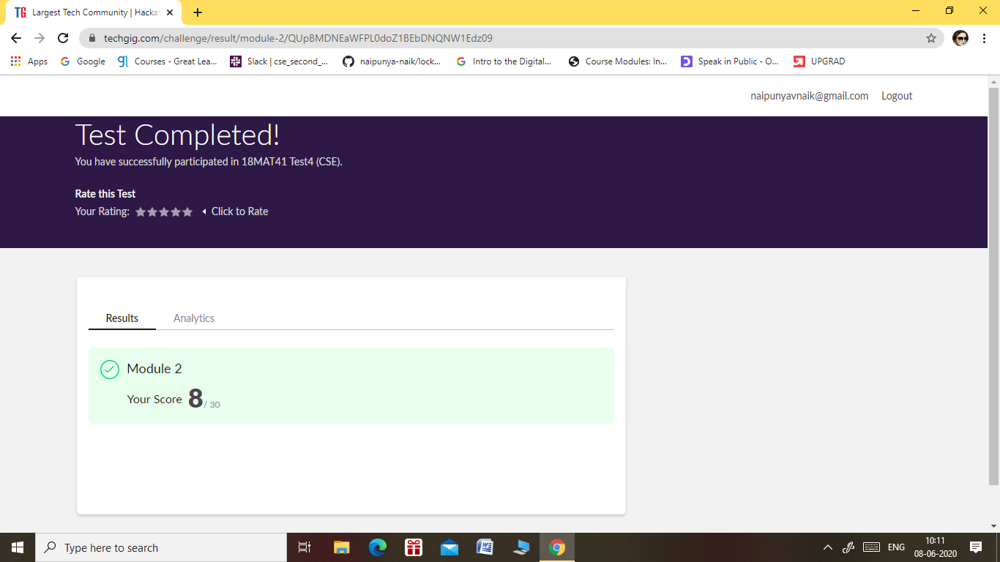 TG Largest Tech Community | Hacka
techgig.com/challenge/result/module-2/QUpBMDNEaWFPL0doZ1BEbDNQNW1Edz09
Apps Google Courses - Great Lea... Slack | cse_second_... naipunya-naik/lock... Intro to the Digital... Course Modules: In... Speak in Public - O... UPGRAD
naipunyavnaik@gmail.com Logout
Test Completed!
You have successfully participated in 18MAT41 Test4 (CSE).
Rate this Test
Your Rating: Click to Rate
Results Analytics
Module 2
Your Score 8 / 30
Type here to search
ENG
10:11
08-06-2020